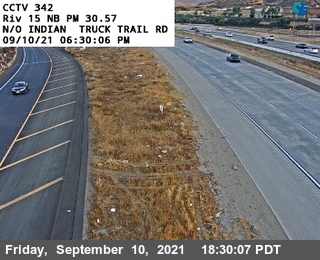 CCTV 342
Riv 15 NB PM 30.57
N/O INDIAN TRUCK TRAIL RD
09/10/21 06:30:06 PM
Friday, September 10, 2021 18:30:07 PDT